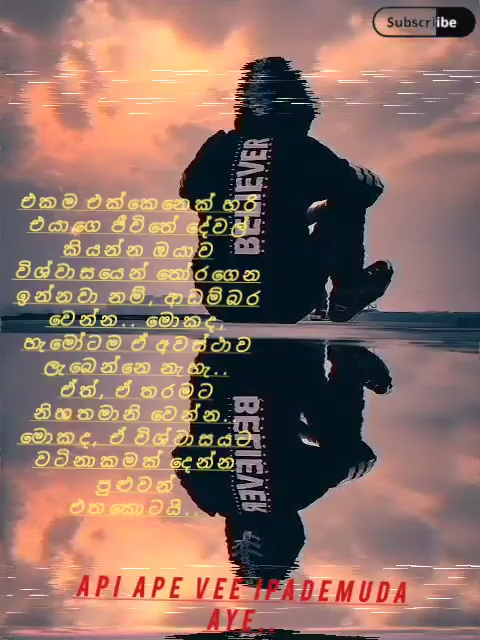 Subscribe
BELIEVER
එකම එක්කෙනෙක් හරි
එයාගෙ ජීවිතේ දේවල්
කියන්න ඔයාව
විශ්වාසයෙන් තෝරගෙන
ඉන්නවා නම්, ආඩම්බර
වෙන්න.. මොකද,
හැමෝටම ඒ අවස්ථාව
ලැබෙන්නෙ නැහැ..
ඒත්, ඒ තරමට
නිහතමානී වෙන්න..
මොකද, ඒ විශ්වාසයට
වටිනාකමක් දෙන්න
පුළුවන්
එතකොටයි..
BELIEVER
API APE VEE IPADEMUDA
AYE..